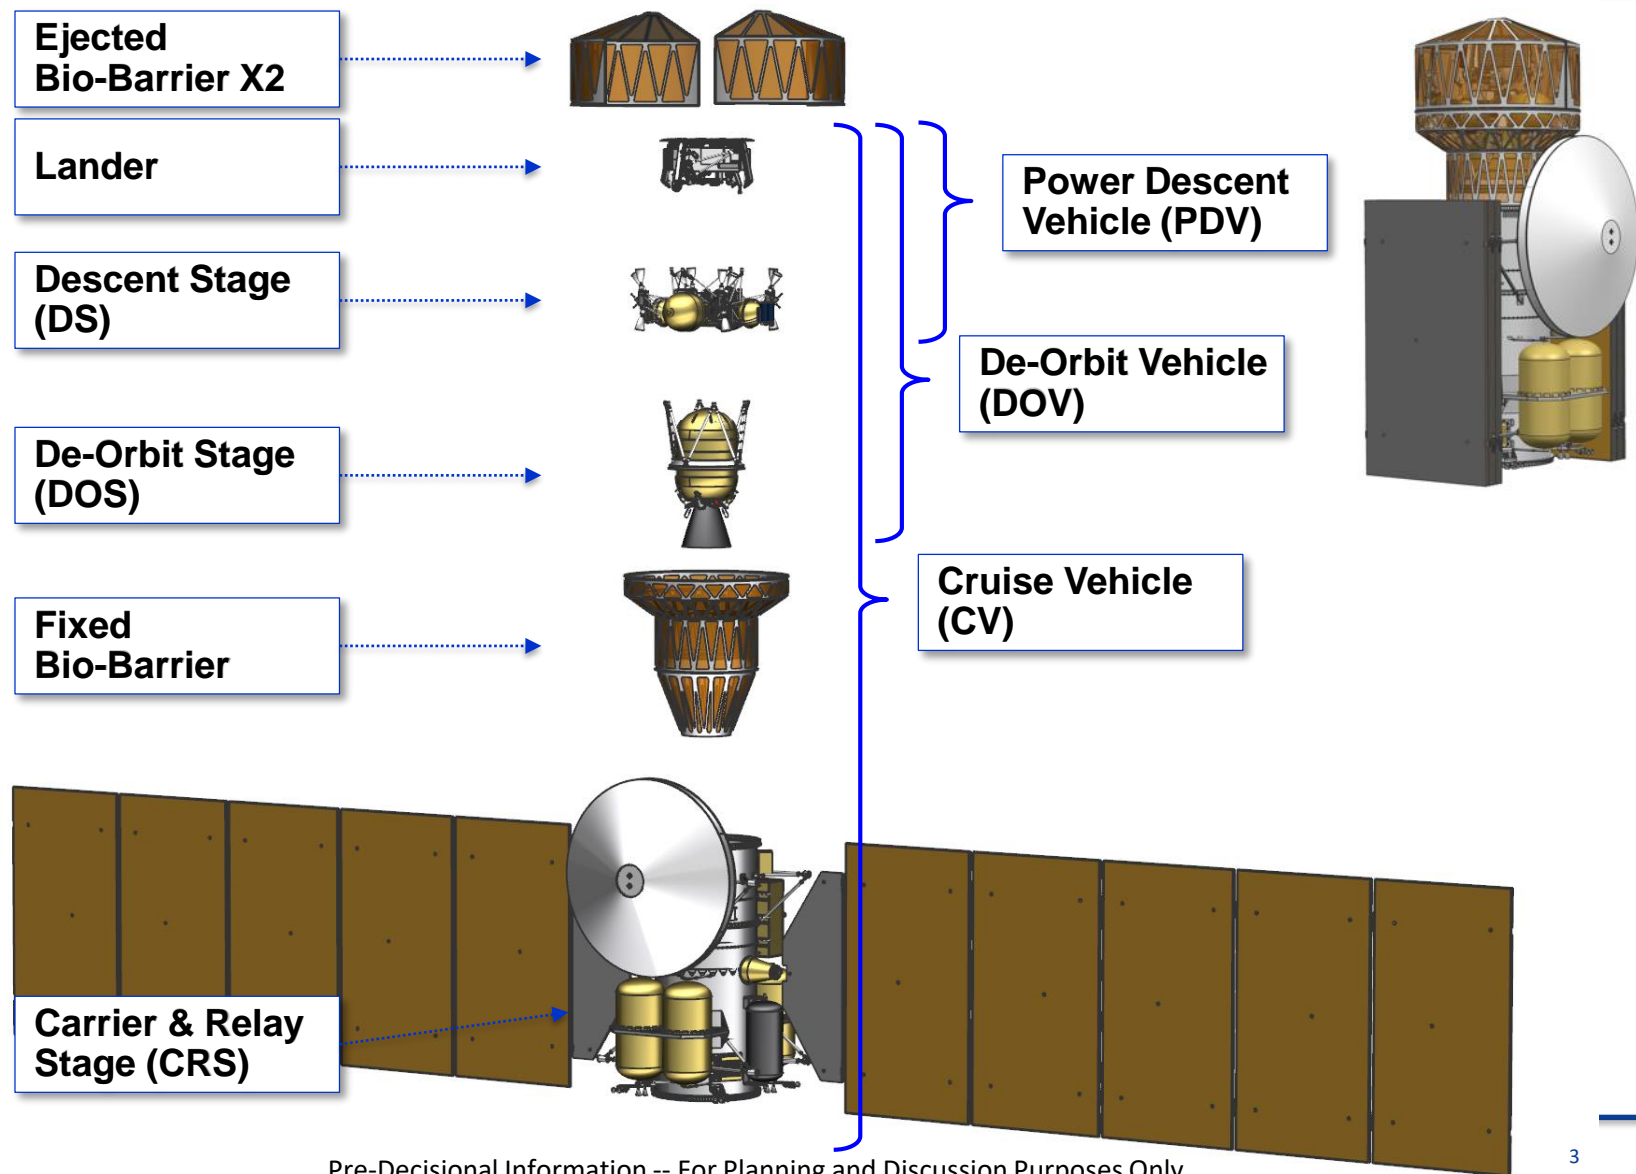 Ejected
Bio-Barrier X2
Lander
Power Descent
Vehicle (PDV)
Descent Stage
(DS)
De-Orbit Vehicle
(DOV)
De-Orbit Stage
(DOS)
Cruise Vehicle
(CV)
Fixed
Bio-Barrier
Carrier & Relay
Stage (CRS)
Pre-Decisional Information -- For Planning and Discussion Purposes Only
3